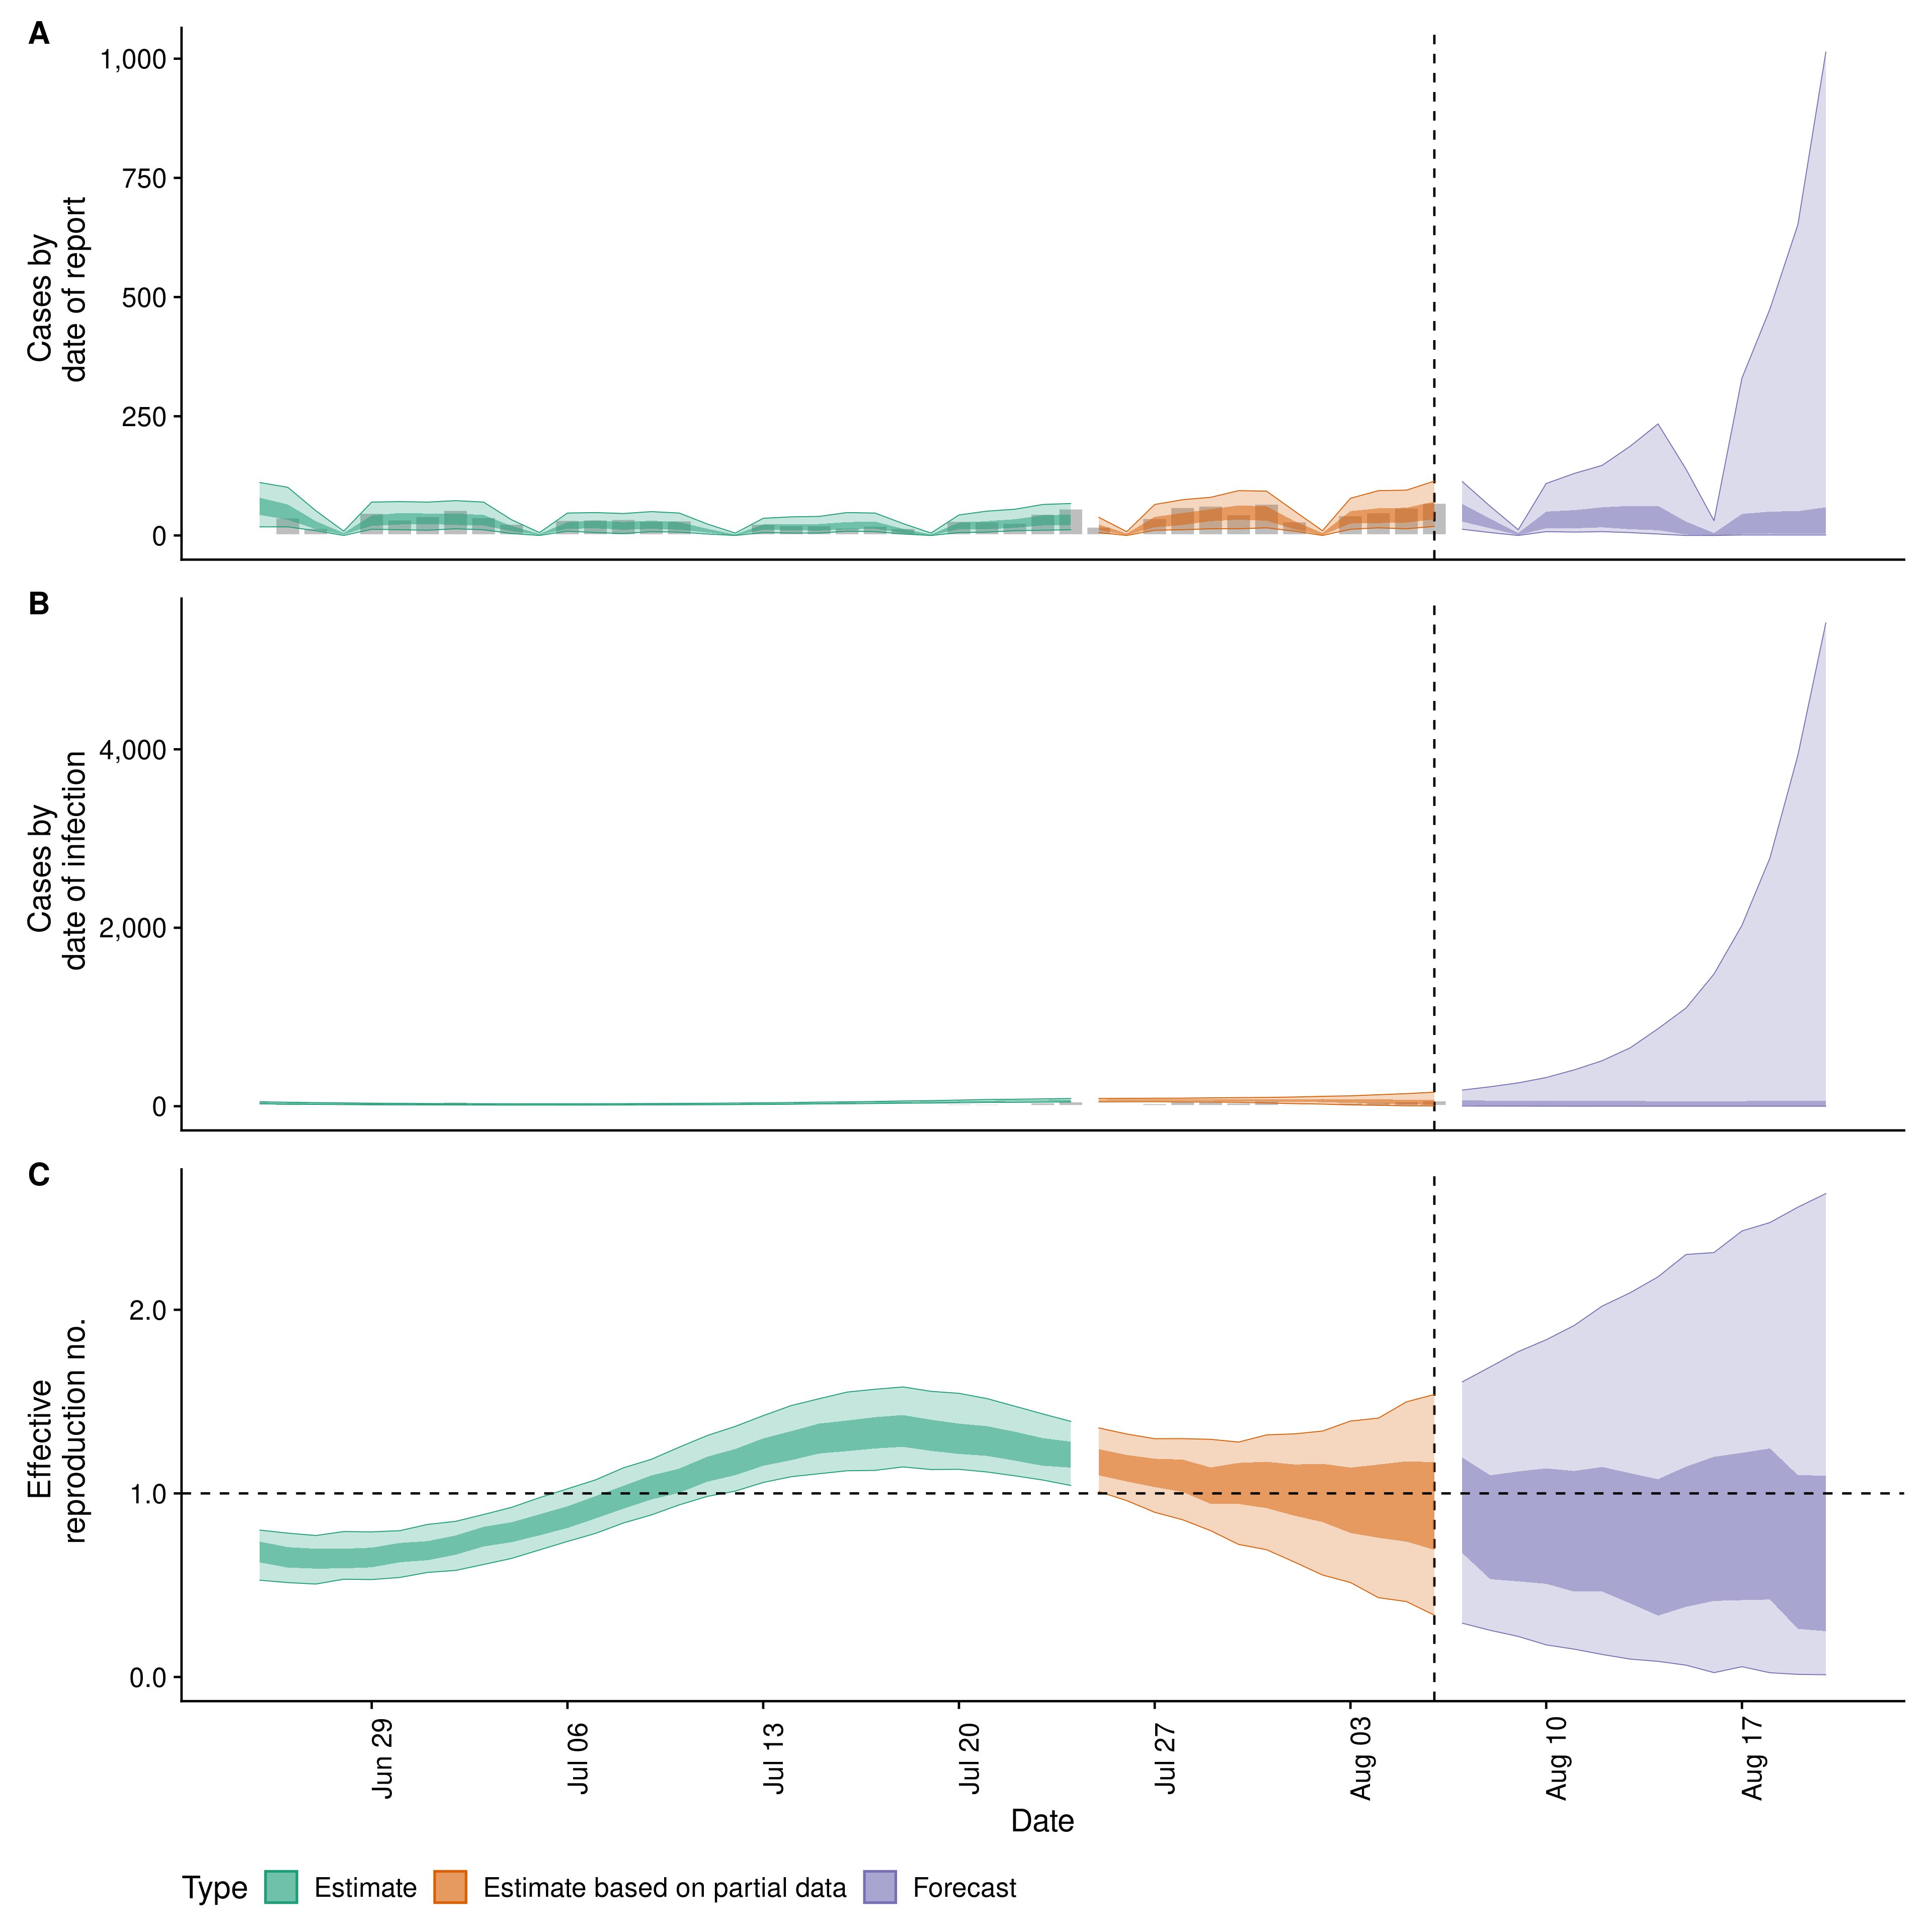 A
Cases by
date of report
1,000
750
500
250
0
B
Cases by
date of infection
4,000
2,000
0
C
Effective
reproduction no.
2.0
1.0
0.0
Jun 29
Jul 06
Jul 13
Jul 20
Jul 27
Aug 03
Aug 10
Aug 17
Date
Type Estimate Estimate based on partial data Forecast